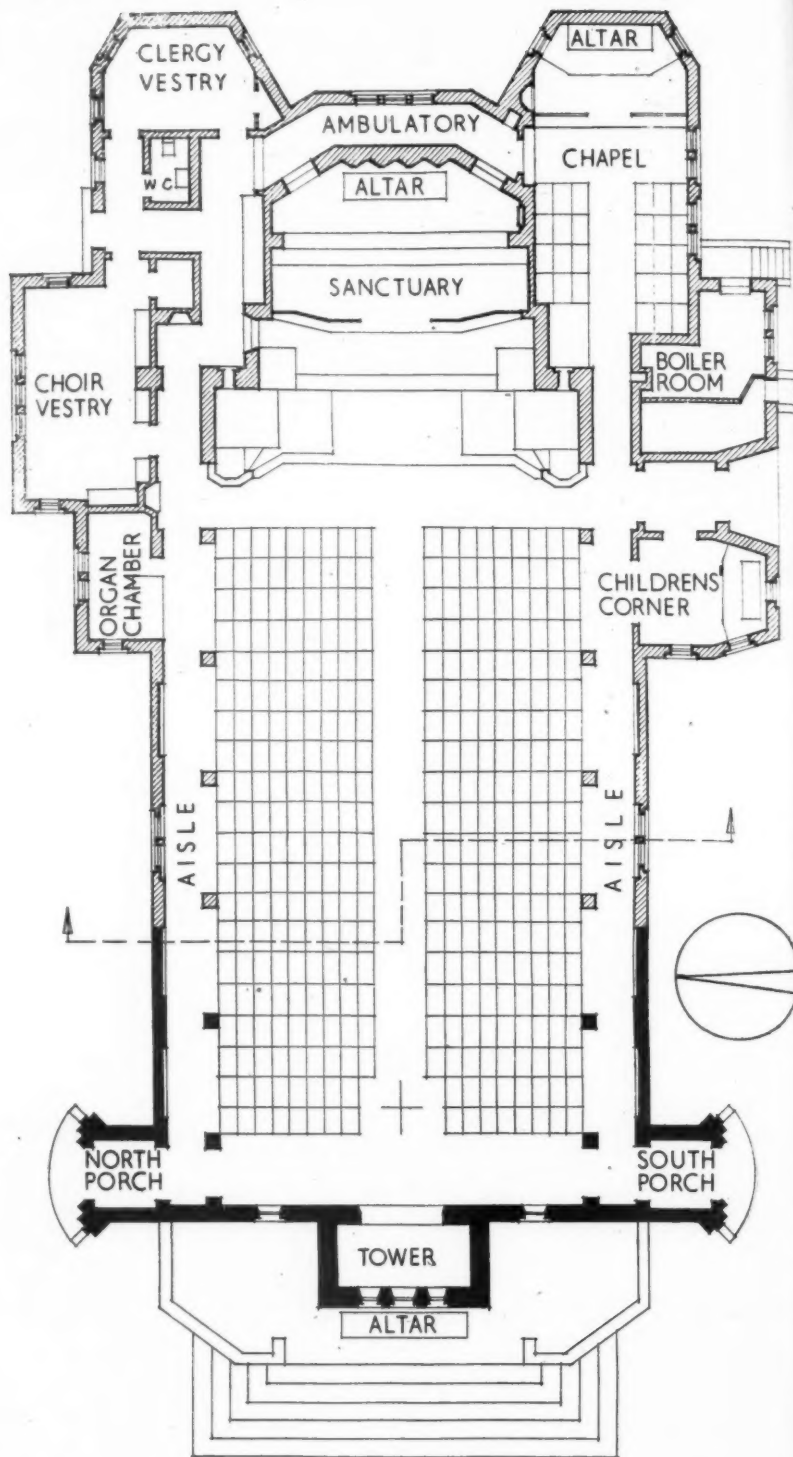 CLERGY
VESTRY
ALTAR
AMBULATORY
CHAPEL
WC
ALTAR
SANCTUARY
CHOIR
VESTRY
BOILER
ROOM
ORGAN
CHAMBER
CHILDRENS
CORNER
AISLE
AISLE
NORTH
PORCH
SOUTH
PORCH
TOWER
ALTAR